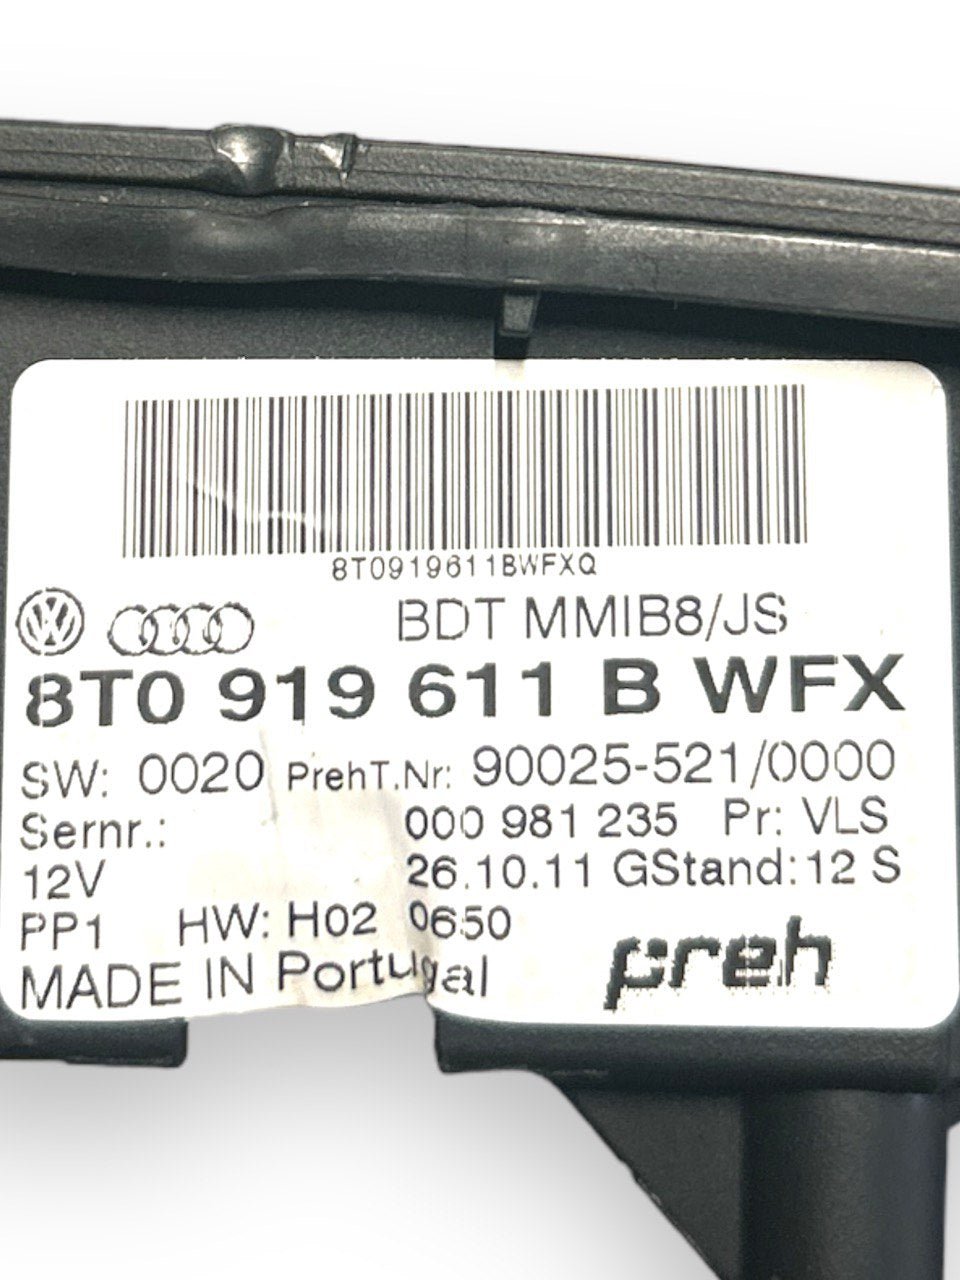 8T0919611BWFXQ
BDT MMIB8/JS
8T0 919 611 B WFX
SW: 0020 PrehT.Nr: 90025-521/0000
Sernr.: 000 981 235 Pr: VLS
12V 26.10.11 GStand: 12 S
PP1 HW: H02 0650
MADE IN Portugal
preh